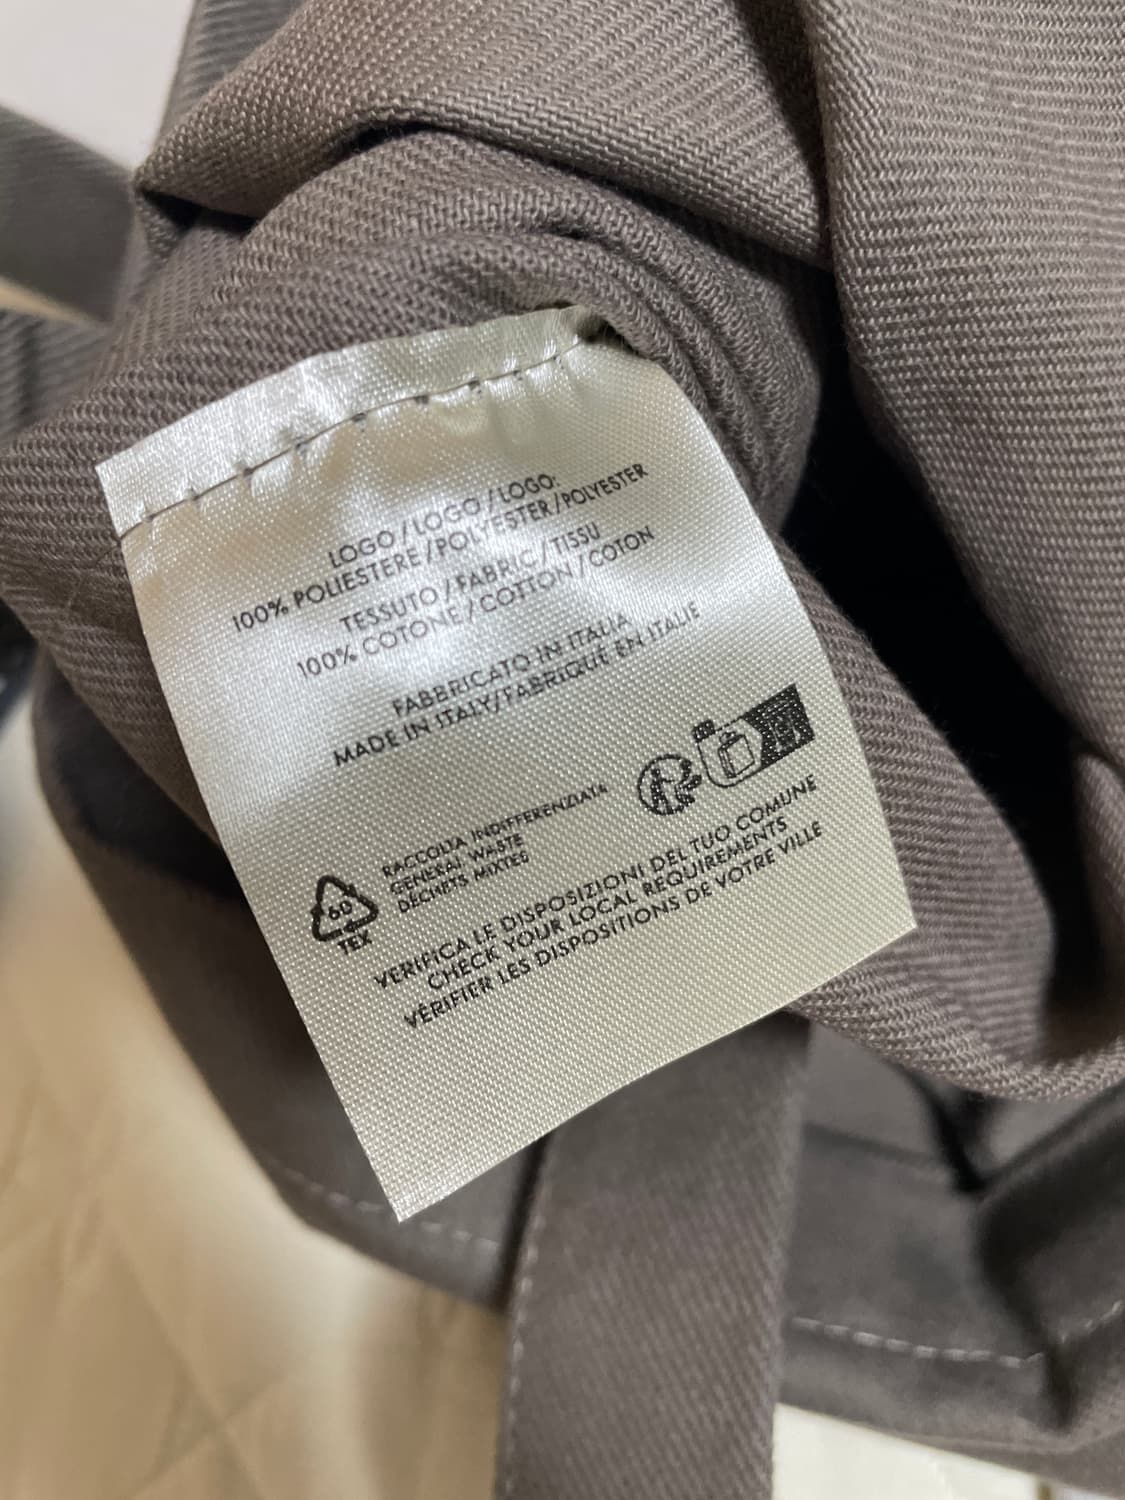 LOGO/LOGO/LOGO
100% POLIESTERE/POLYESTER/POLYESTER
TESSUTO/FABRIC/TISSU
100% COTONE/COTTON/COTON
FABBRICATO IN ITALIA
MADE IN ITALY/FABRIQUÉ EN ITALIE
RACCOLTA INDIFFERENZIATA
GENERAL WASTE
DÉCHETS MIXTES
60
TEX
VERIFICA LE DISPOSIZIONI DEL TUO COMUNE
CHECK YOUR LOCAL REQUIREMENTS
VÉRIFIER LES DISPOSITIONS DE VOTRE VILLE